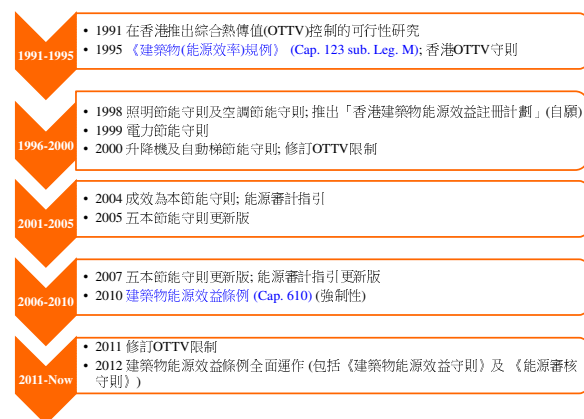 1991-1995
• 1991 在香港推出綜合熱傳值(OTTV)控制的可行性研究
• 1995 《建築物(能源效率)規例》 (Cap. 123 sub. Leg. M); 香港OTTV守則
1996-2000
• 1998 照明節能守則及空調節能守則; 推出「香港建築物能源效益註冊計劃」(自願)
• 1999 電力節能守則
• 2000 升降機及自動梯節能守則; 修訂OTTV限制
2001-2005
• 2004 成效為本節能守則; 能源審計指引
• 2005 五本節能守則更新版
2006-2010
• 2007 五本節能守則更新版; 能源審計指引更新版
• 2010 建築物能源效益條例 (Cap. 610) (強制性)
2011-Now
• 2011 修訂OTTV限制
• 2012 建築物能源效益條例全面運作 (包括《建築物能源效益守則》及 《能源審核
守則》)